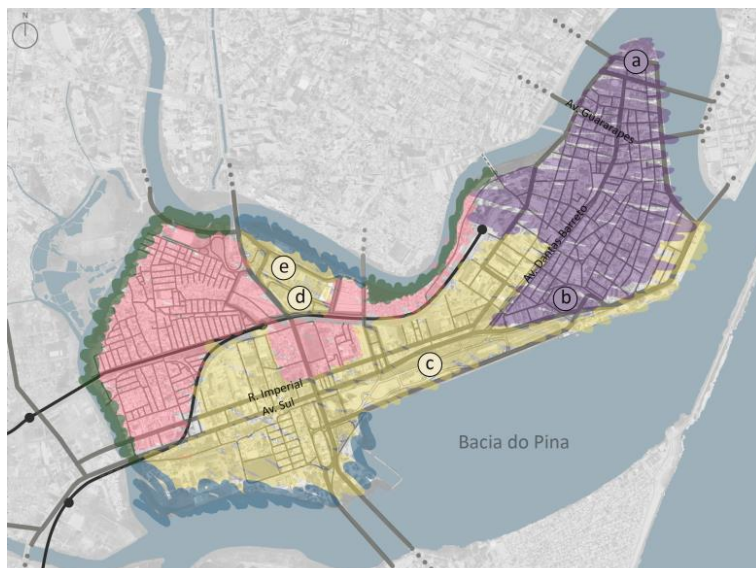 N
a
Av. Guararapes
Av. Dantas Barreto
e
d
b
c
R. Imperial
Av. Sul
Bacia do Pina